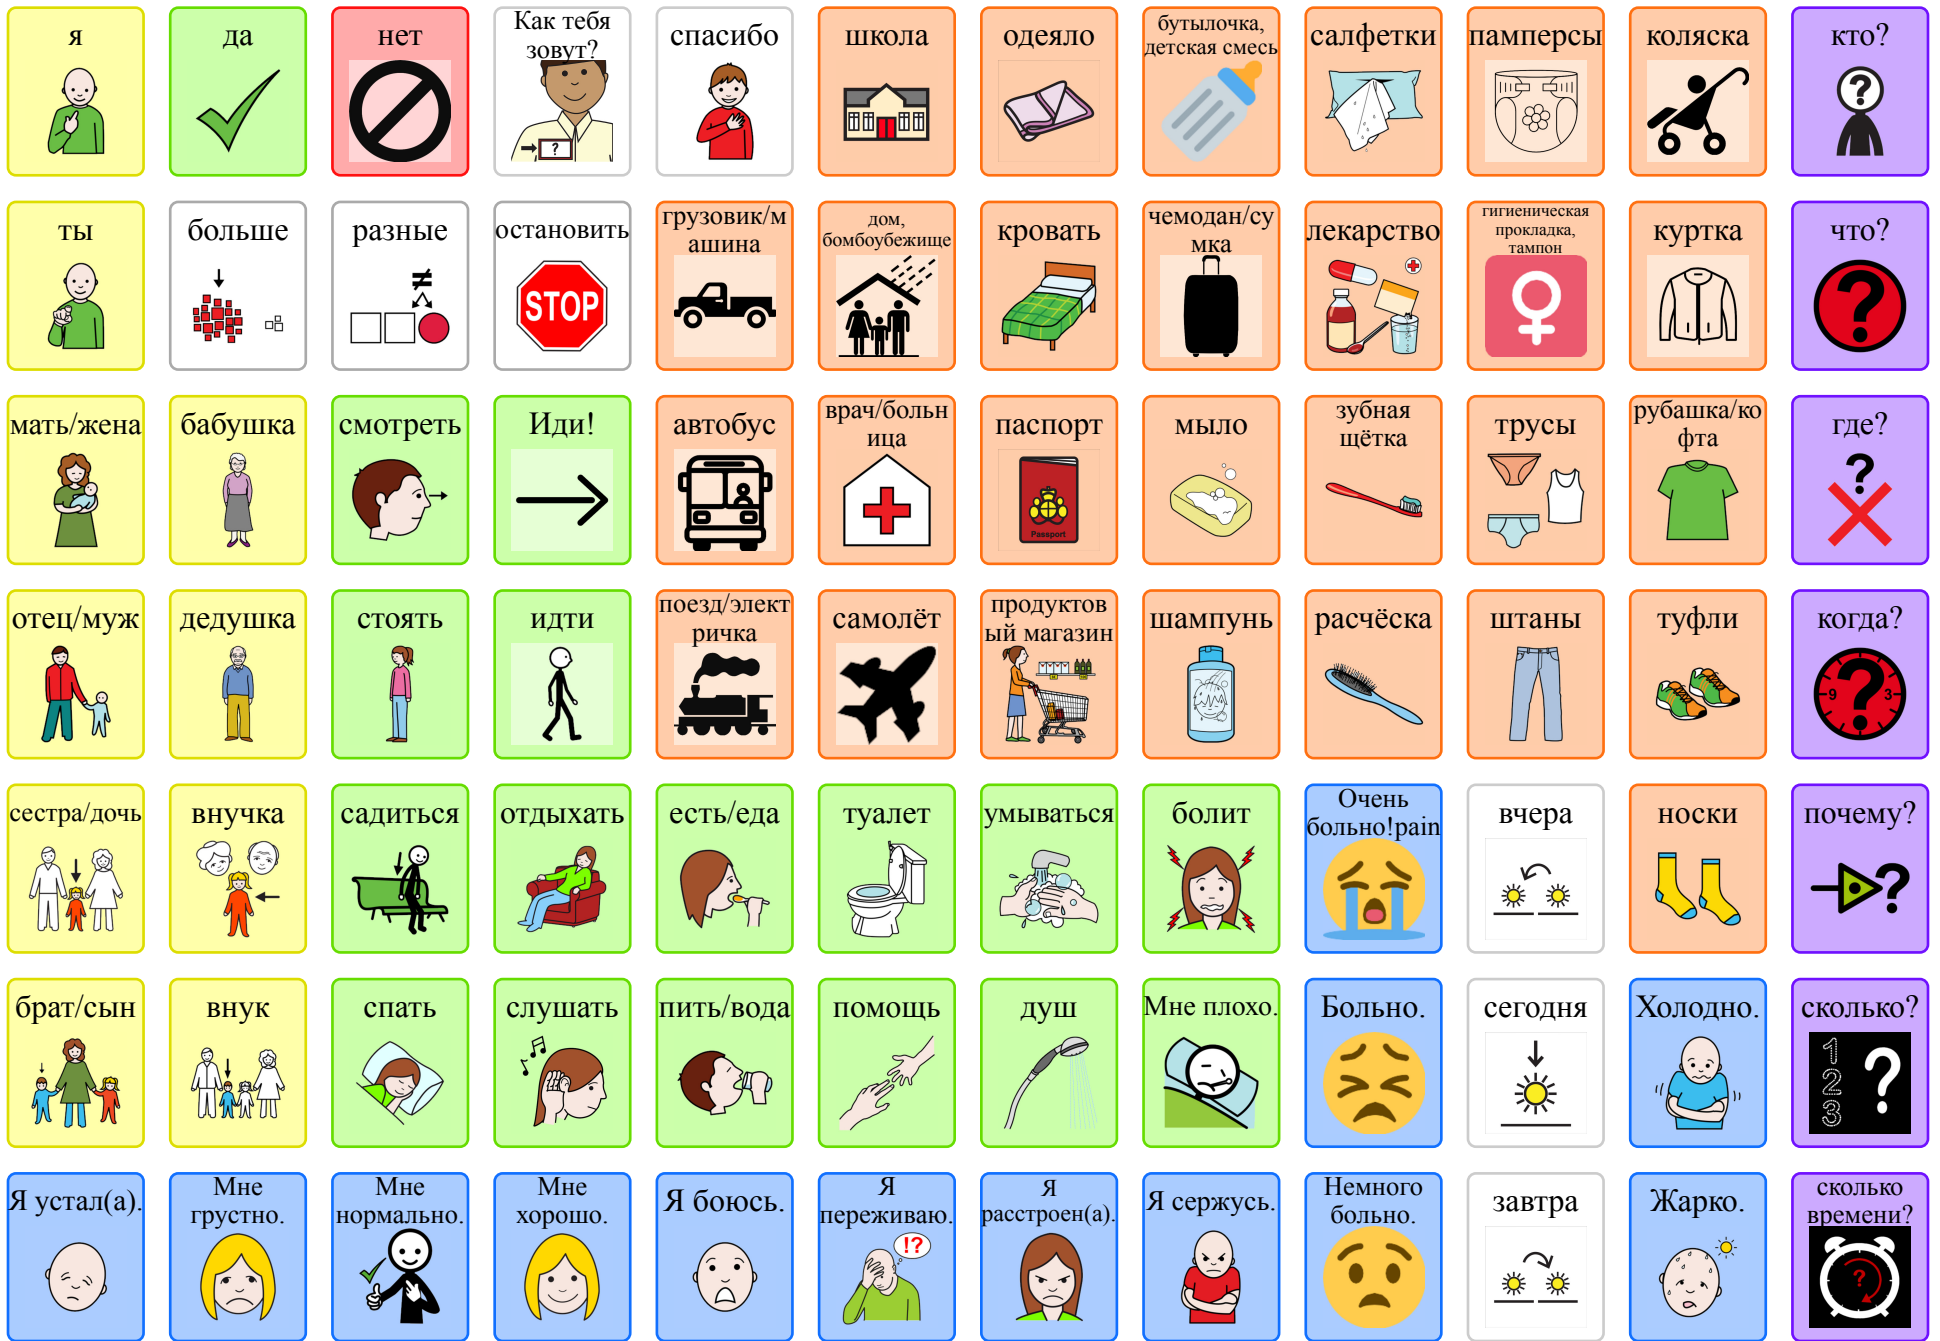 я
да
нет
Как тебя
зовут?
?
спасибо
школа
одеяло
бутылочка,
детская смесь
салфетки
памперсы
коляска
кто?
?
ты
больше
разные
≠
остановить
STOP
грузовик/м
ашина
дом,
бомбоубежище
кровать
чемодан/су
мка
лекарство
гигиеническая
прокладка,
тампон
куртка
что?
?
мать/жена
бабушка
смотреть
Иди!
автобус
врач/больн
ица
паспорт
Passport
мыло
зубная
щётка
трусы
рубашка/ко
фта
где?
?
отец/муж
дедушка
стоять
идти
поезд/элект
ричка
самолёт
продуктов
ый магазин
шампунь
расчёска
штаны
туфли
когда?
9 ? 3
сестра/дочь
внучка
садиться
отдыхать
есть/еда
туалет
умываться
болит
Очень
больно!pain
вчера
носки
почему?
?
брат/сын
внук
спать
слушать
пить/вода
помощь
душ
Мне плохо.
Больно.
сегодня
Холодно.
сколько?
1
2
3
?
Я устал(а).
Мне
грустно.
Мне
нормально.
Мне
хорошо.
Я боюсь.
Я
переживаю.
!?
Я
расстроен(а).
Я сержусь.
Немного
больно.
завтра
Жарко.
сколько
времени?
?